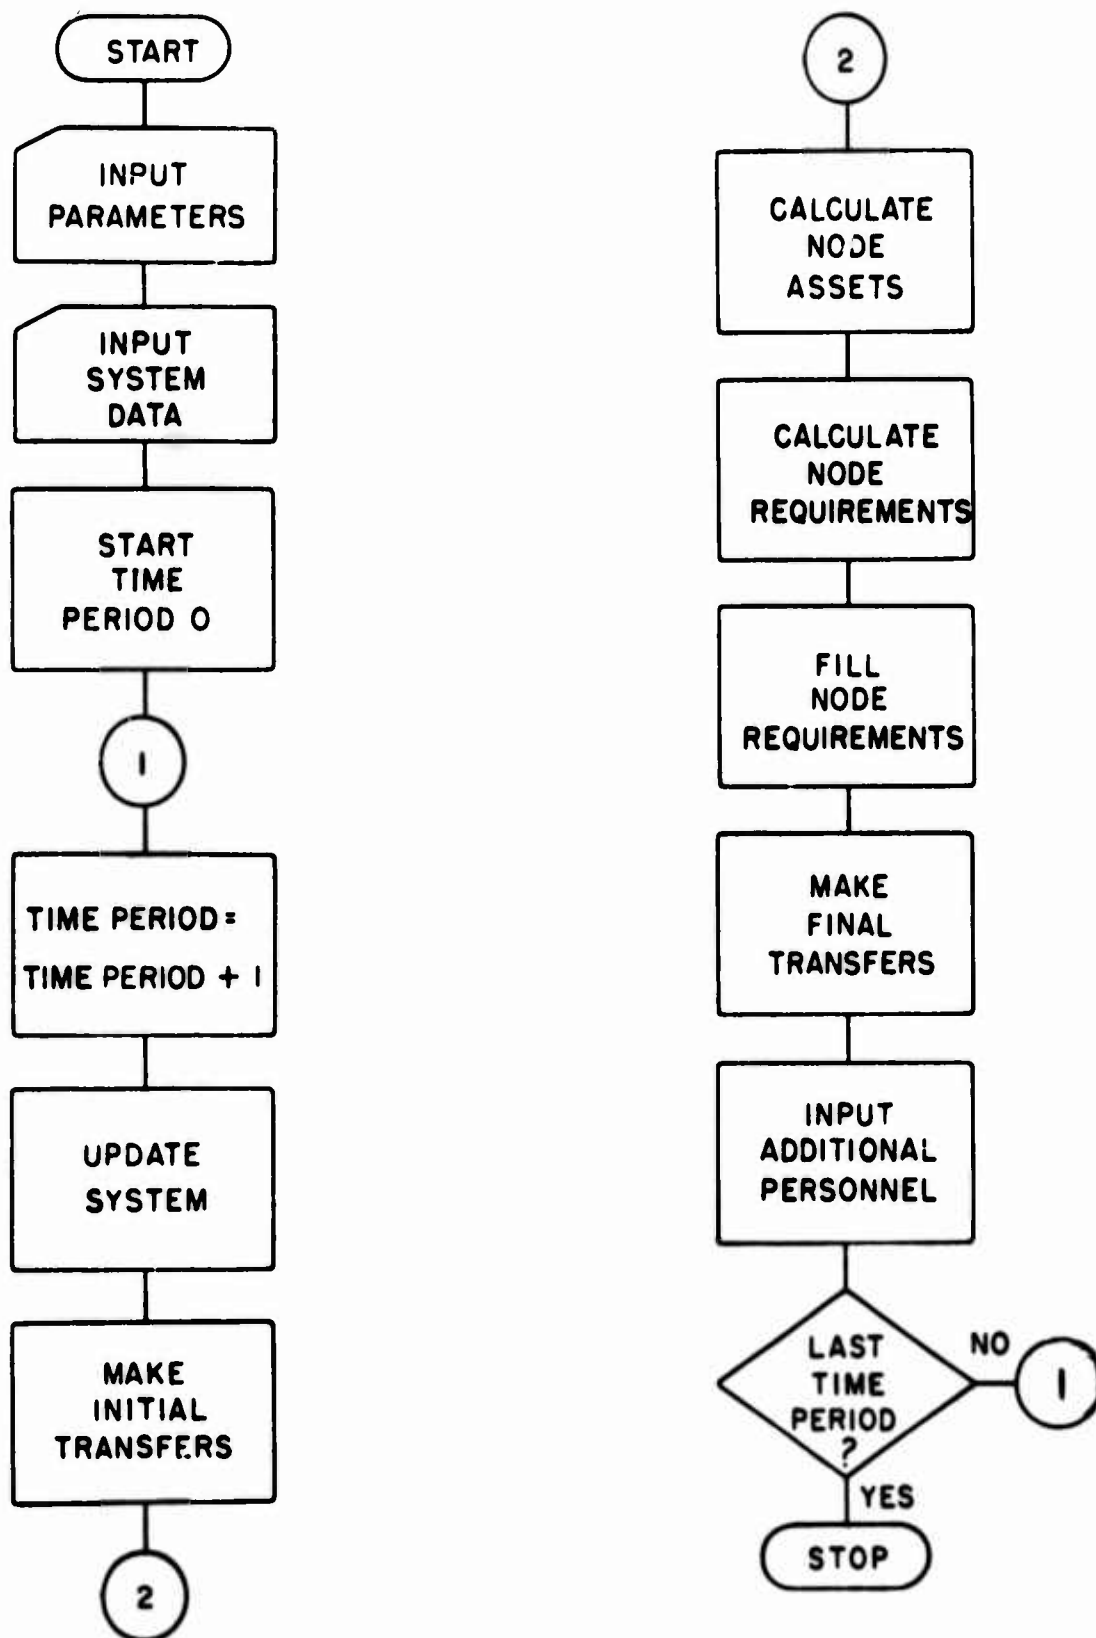 START
INPUT
PARAMETERS
INPUT
SYSTEM
DATA
START
TIME
PERIOD 0
1
TIME PERIOD =
TIME PERIOD + 1
UPDATE
SYSTEM
MAKE
INITIAL
TRANSFERS
2
2
CALCULATE
NODE
ASSETS
CALCULATE
NODE
REQUIREMENTS
FILL
NODE
REQUIREMENTS
MAKE
FINAL
TRANSFERS
INPUT
ADDITIONAL
PERSONNEL
LAST
TIME
PERIOD
?
NO
1
YES
STOP